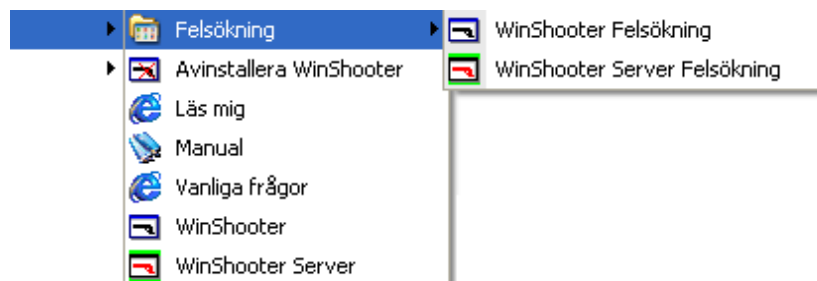 Felsökning
WinShooter Felsökning
Avinstallera WinShooter
WinShooter Server Felsökning
Läs mig
Manual
Vanliga frågor
WinShooter
WinShooter Server